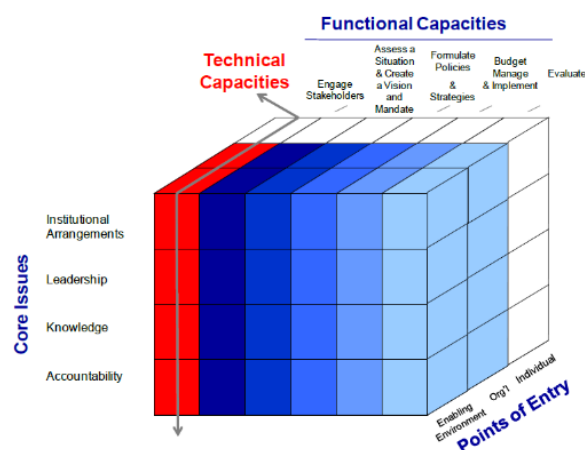 Functional Capacities
Technical
Capacities
Engage
Stakeholders
Assess a
Situation
& Create
a Vision
and
Mandate
Formulate
Policies
&
Strategies
Budget
Manage
& Implement
Evaluate
Core Issues
Institutional
Arrangements
Leadership
Knowledge
Accountability
Enabling
Environment
Org'l
Individual
Points of Entry